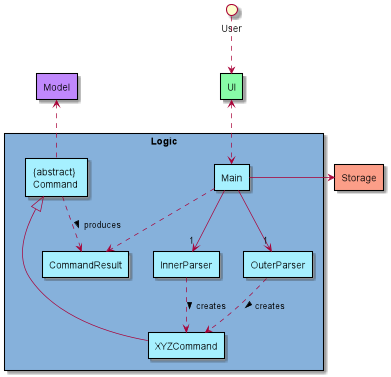 User
Model
UI
Logic
{abstract}
Command
Main
Storage
produces
1
1
CommandResult
InnerParser
OuterParser
creates
creates
XYZCommand